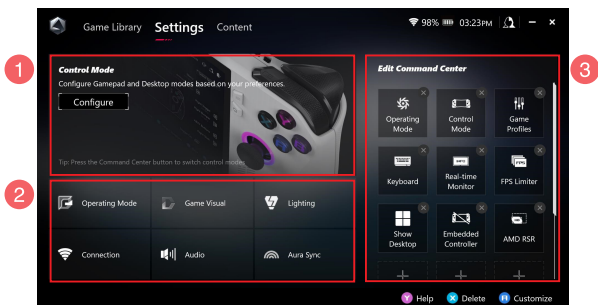 Game Library Settings Content
98% 03:23PM
1
Control Mode
Configure Gamepad and Desktop modes based on your preferences.
Configure
Tip: Press the Command Center button to switch control modes
2
Operating Mode Game Visual Lighting
Connection Audio Aura Sync
3
Edit Command Center
Operating Mode
Control Mode
Game Profiles
Keyboard
Real-time Monitor
FPS Limiter
Show Desktop
Embedded Controller
AMD RSR
Y Help X Delete Customize